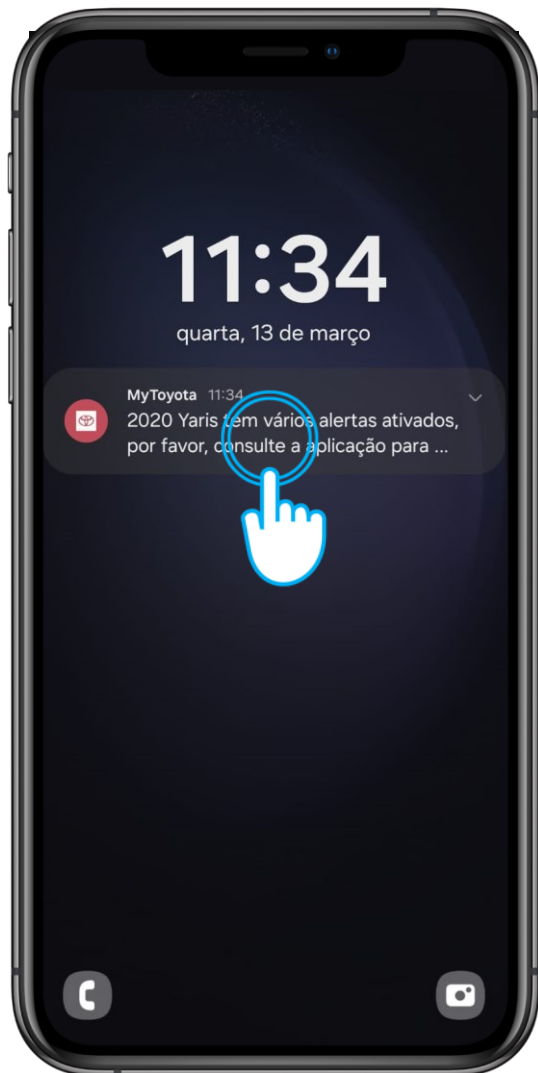 11:34
quarta, 13 de março
MyToyota 11:34
2020 Yaris tem vários alertas ativados,
por favor, consulte a aplicação para ...